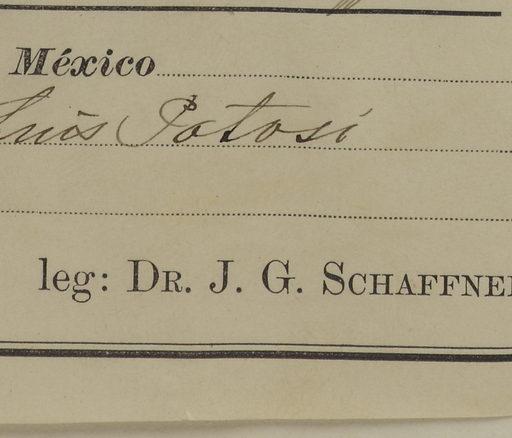 México
Luis Potosí
leg: DR. J. G. SCHAFFNER